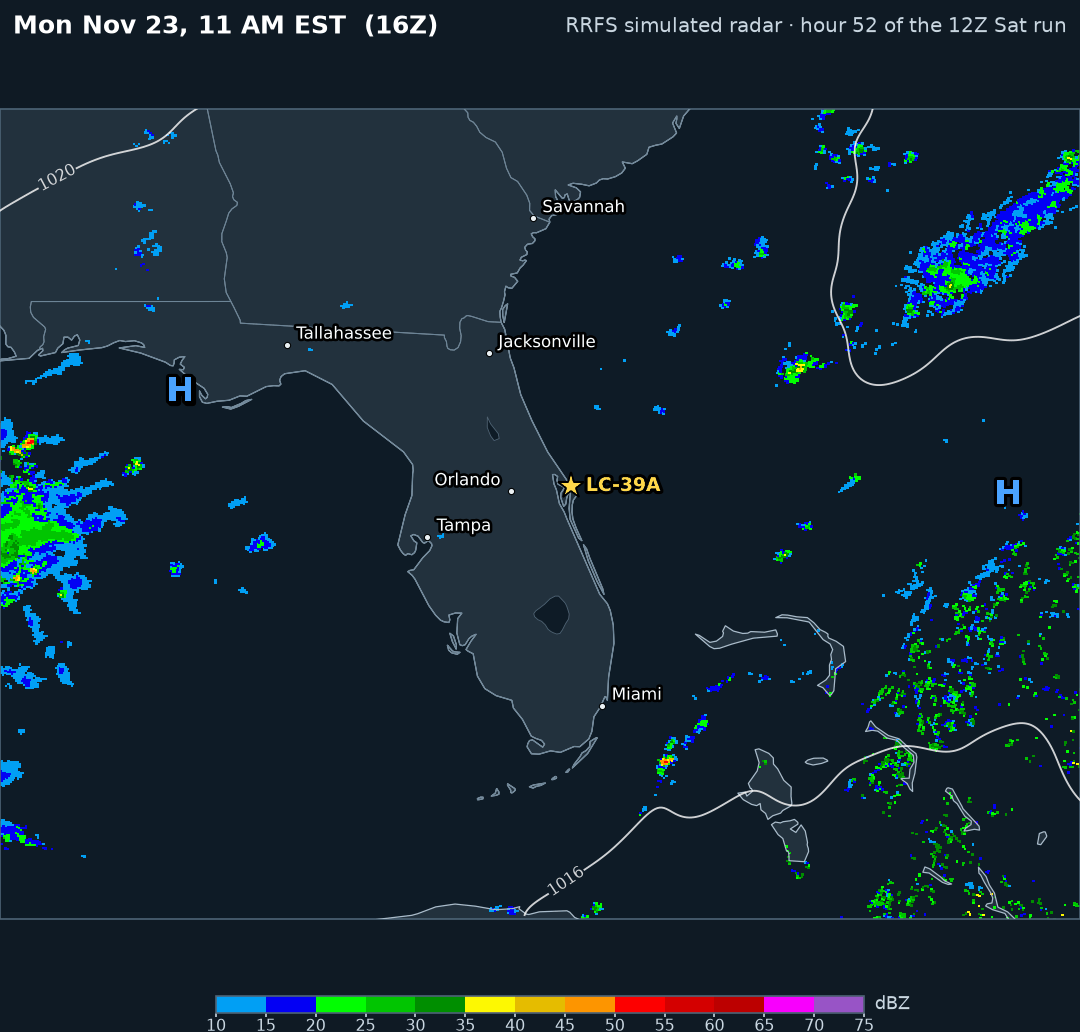 Mon Nov 23, 11 AM EST (16Z)
RRFS simulated radar · hour 52 of the 12Z Sat run
1020
Savannah
Tallahassee
Jacksonville
H
Orlando
LC-39A
H
Tampa
Miami
1016
dBZ
10 15 20 25 30 35 40 45 50 55 60 65 70 75